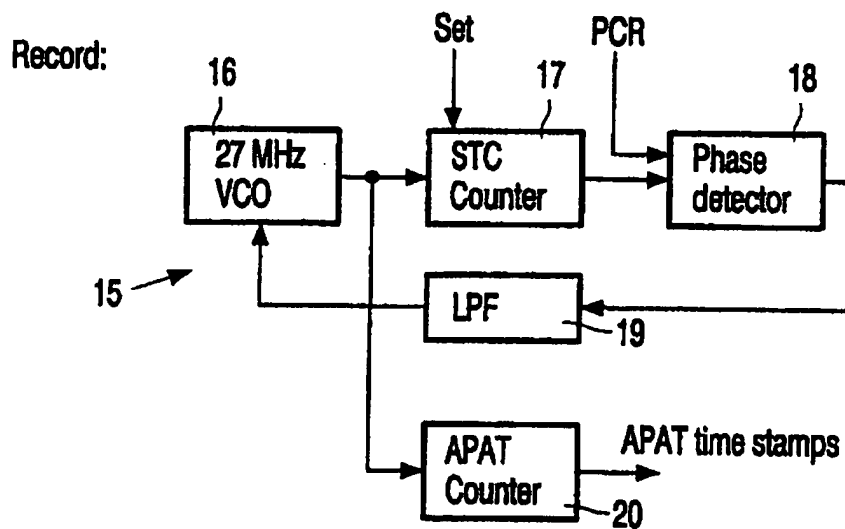 Record:
Set
PCR
16
17
18
27 MHz
VCO
STC
Counter
Phase
detector
15
LPF
19
APAT
Counter
APAT time stamps
20